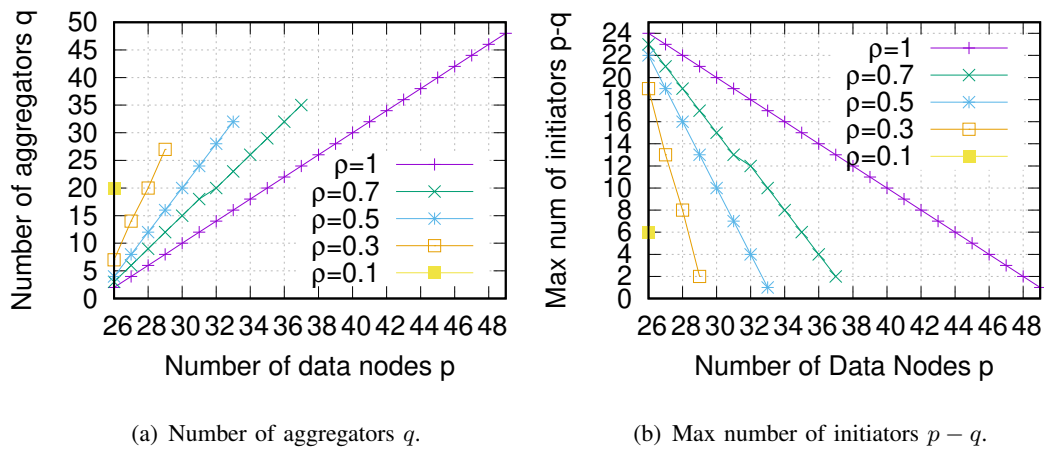 Number of aggregators q
50
45
40
35
30
25
20
15
10
5
0
ρ=1
ρ=0.7
ρ=0.5
ρ=0.3
ρ=0.1
26 28 30 32 34 36 38 40 42 44 46 48
Number of data nodes p
(a) Number of aggregators q.
Max num of initiators p-q
24
22
20
18
16
14
12
10
8
6
4
2
0
ρ=1
ρ=0.7
ρ=0.5
ρ=0.3
ρ=0.1
26 28 30 32 34 36 38 40 42 44 46 48
Number of Data Nodes p
(b) Max number of initiators p − q.